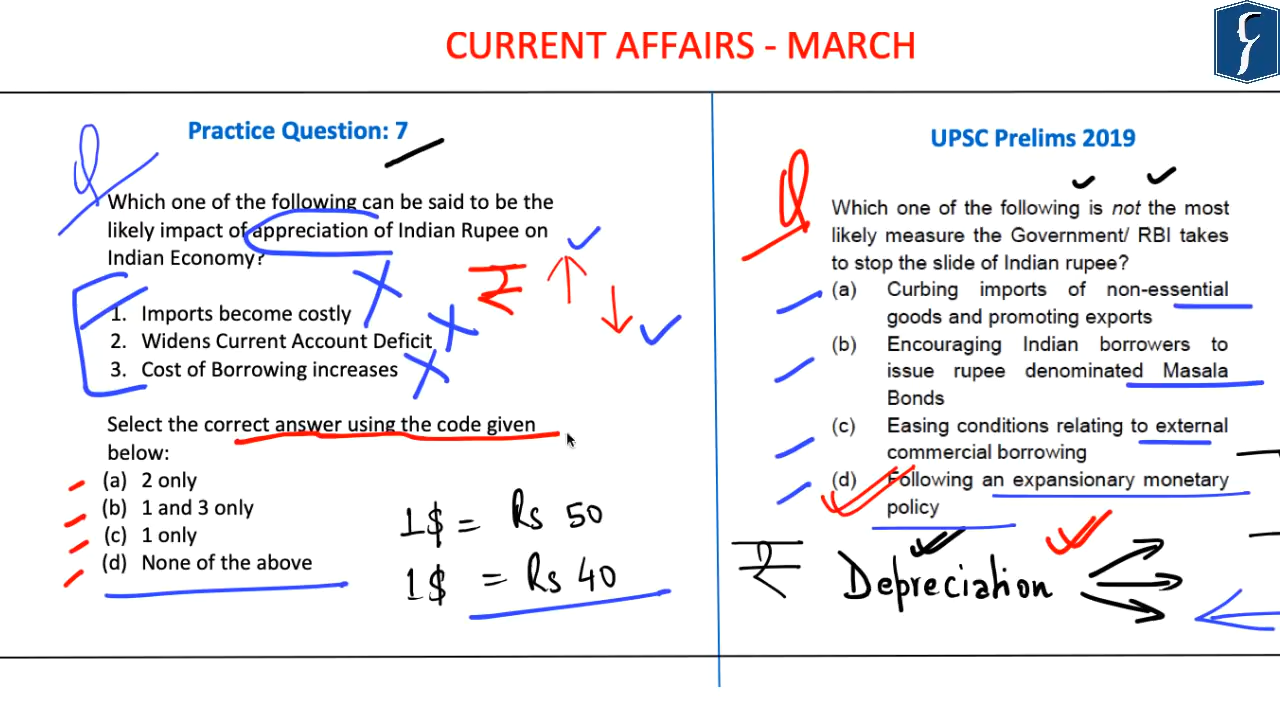 CURRENT AFFAIRS - MARCH
Practice Question: 7
Which one of the following can be said to be the
likely impact of appreciation of Indian Rupee on
Indian Economy?
1. Imports become costly
2. Widens Current Account Deficit
3. Cost of Borrowing increases
Select the correct answer using the code given
below:
(a) 2 only
(b) 1 and 3 only
(c) 1 only
(d) None of the above
₹
1$ = Rs 50
1$ = Rs 40
UPSC Prelims 2019
Q
Which one of the following is not the most
likely measure the Government/ RBI takes
to stop the slide of Indian rupee?
(a) Curbing imports of non-essential
goods and promoting exports
(b) Encouraging Indian borrowers to
issue rupee denominated Masala
Bonds
(c) Easing conditions relating to external
commercial borrowing
(d) Following an expansionary monetary
policy
₹ Depreciation